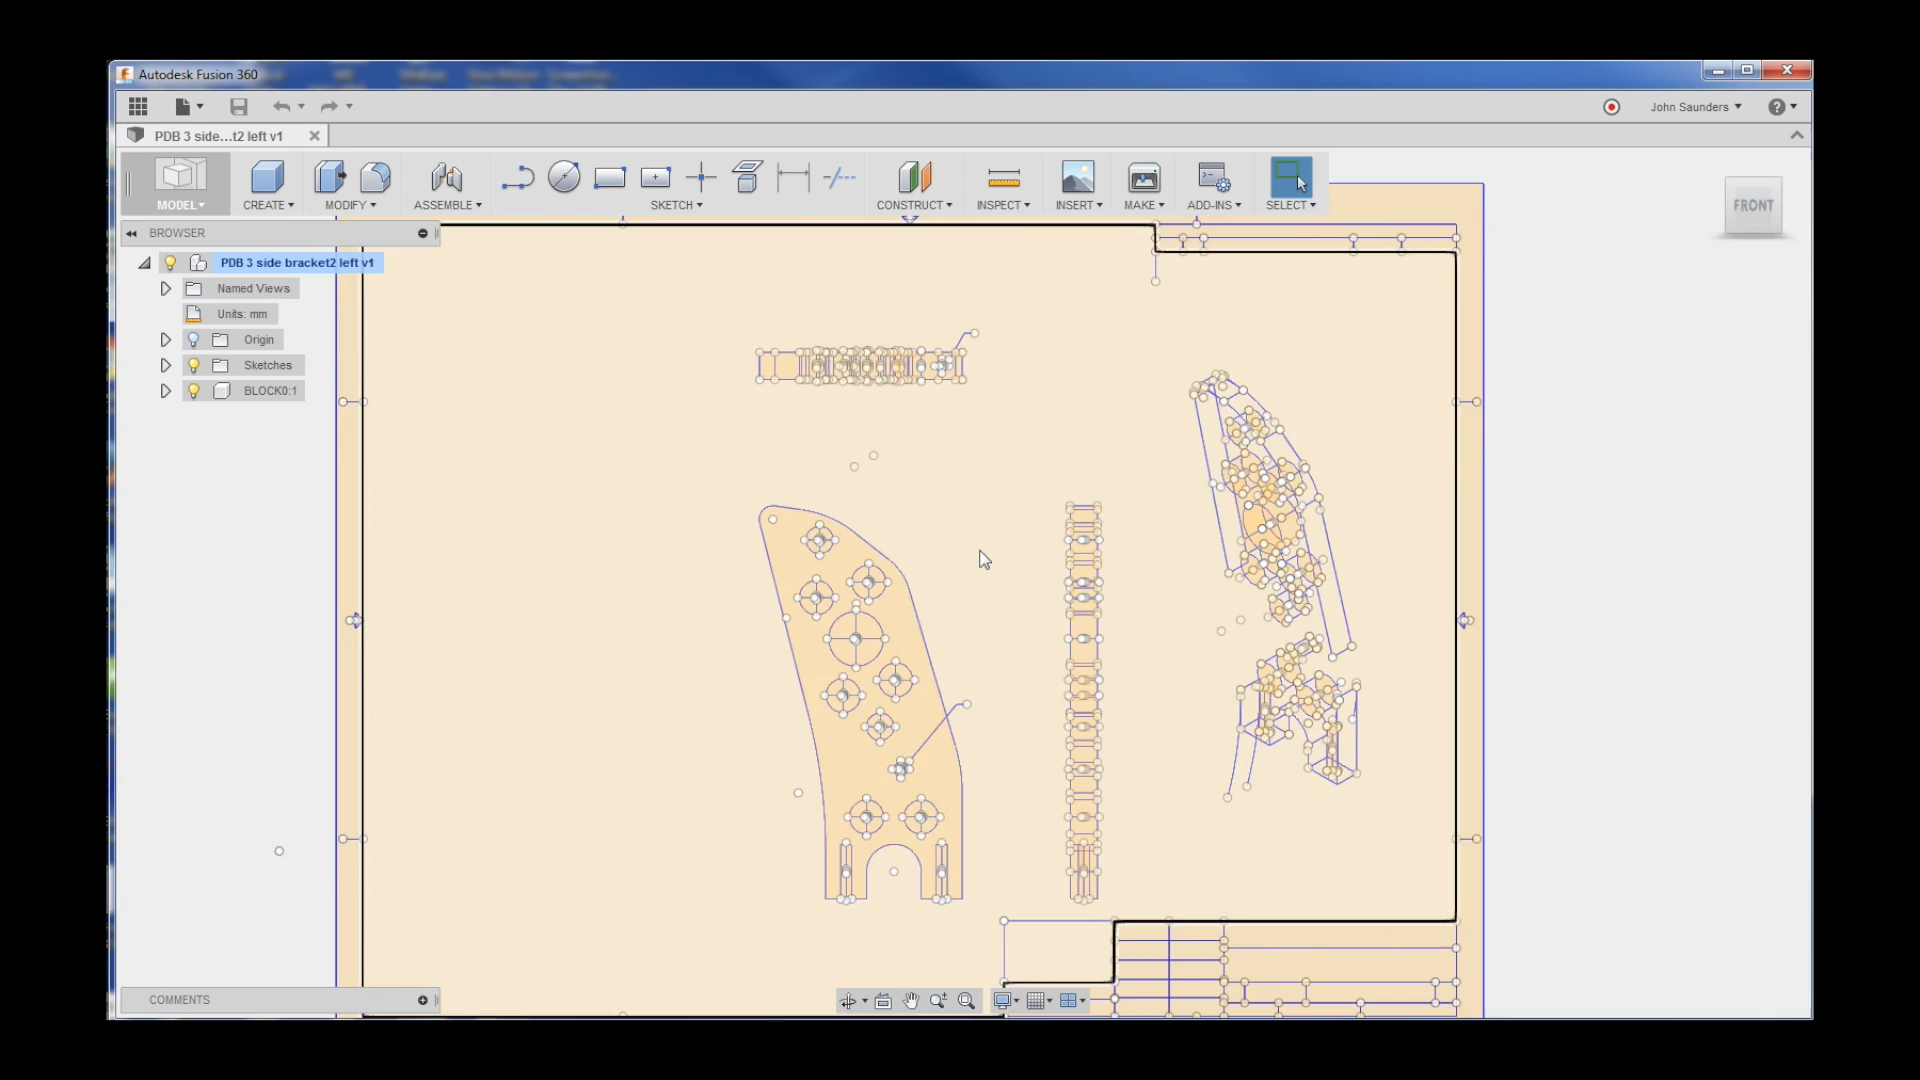 Autodesk Fusion 360
John Saunders
PDB 3 side...t2 left v1
MODEL
CREATE
MODIFY
ASSEMBLE
SKETCH
CONSTRUCT
INSPECT
INSERT
MAKE
ADD-INS
SELECT
FRONT
BROWSER
PDB 3 side bracket2 left v1
Named Views
Units: mm
Origin
Sketches
BLOCK0:1
COMMENTS